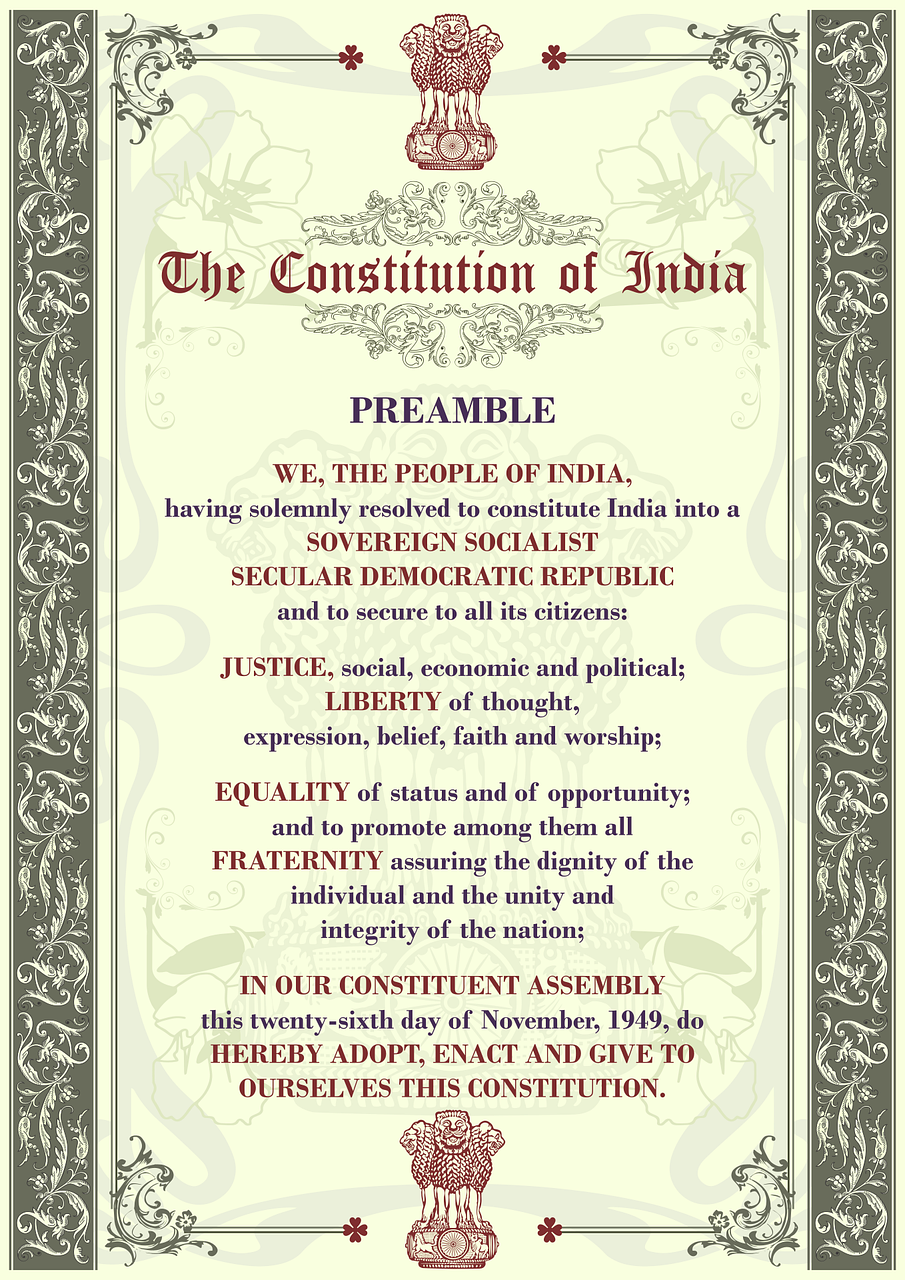 The Constitution of India
PREAMBLE
WE, THE PEOPLE OF INDIA,
having solemnly resolved to constitute India into a
SOVEREIGN SOCIALIST
SECULAR DEMOCRATIC REPUBLIC
and to secure to all its citizens:
JUSTICE, social, economic and political;
LIBERTY of thought,
expression, belief, faith and worship;
EQUALITY of status and of opportunity;
and to promote among them all
FRATERNITY assuring the dignity of the
individual and the unity and
integrity of the nation;
IN OUR CONSTITUENT ASSEMBLY
this twenty-sixth day of November, 1949, do
HEREBY ADOPT, ENACT AND GIVE TO
OURSELVES THIS CONSTITUTION.